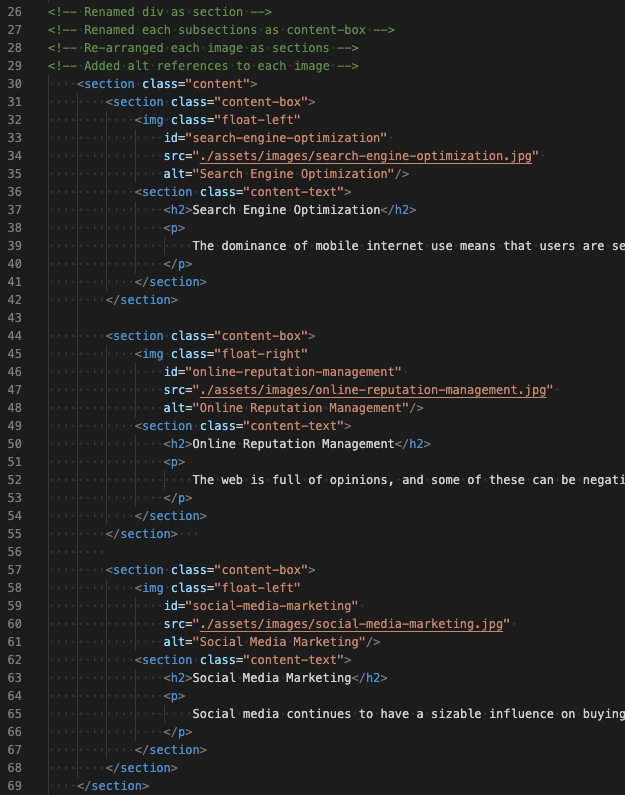 26 <!-- Renamed div as section -->
27 <!-- Renamed each subsections as content-box -->
28 <!-- Re-arranged each image as sections -->
29 <!-- Added alt references to each image -->
30     <section class="content">
31         <section class="content-box">
32             <img class="float-left"
33                 id="search-engine-optimization"
34                 src="./assets/images/search-engine-optimization.jpg"
35                 alt="Search Engine Optimization"/>
36             <section class="content-text">
37                 <h2>Search Engine Optimization</h2>
38                 <p>
39                     The dominance of mobile internet use means that users are se
40                 </p>
41             </section>
42         </section>
43
44         <section class="content-box">
45             <img class="float-right"
46                 id="online-reputation-management"
47                 src="./assets/images/online-reputation-management.jpg"
48                 alt="Online Reputation Management"/>
49             <section class="content-text">
50                 <h2>Online Reputation Management</h2>
51                 <p>
52                     The web is full of opinions, and some of these can be negati
53                 </p>
54             </section>
55         </section>
56
57         <section class="content-box">
58             <img class="float-left"
59                 id="social-media-marketing"
60                 src="./assets/images/social-media-marketing.jpg"
61                 alt="Social Media Marketing"/>
62             <section class="content-text">
63                 <h2>Social Media Marketing</h2>
64                 <p>
65                     Social media continues to have a sizable influence on buying
66                 </p>
67             </section>
68         </section>
69     </section>